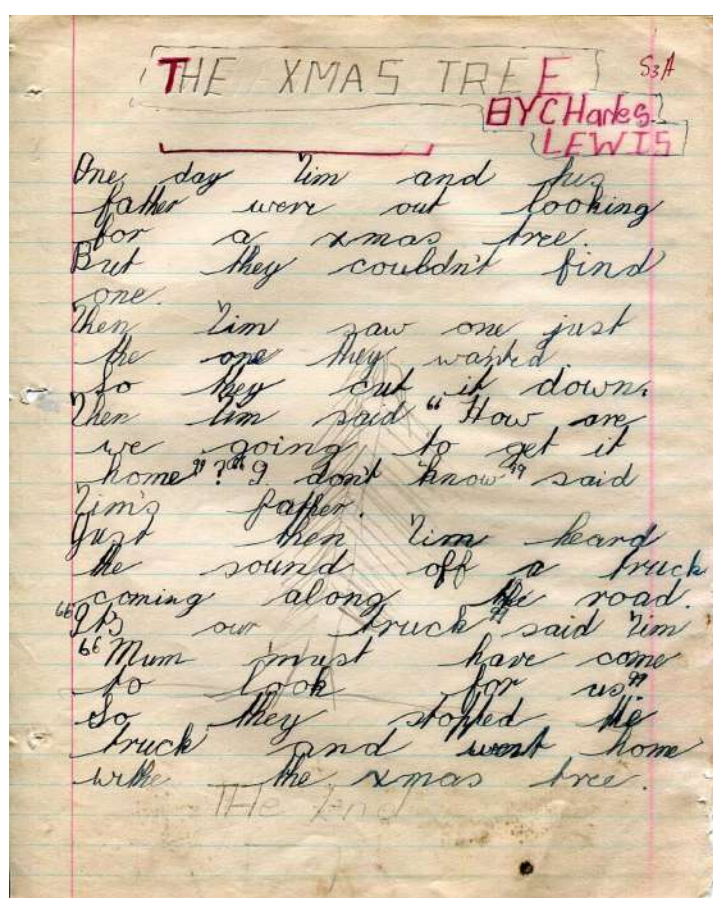 THE XMAS TREE
S3A
BY CHarles
LEWIS
One day Tim and his
father were out looking
for a xmas tree.
But they couldn't find
one.
Then Tim saw one just
the one they wanted.
So they cut it down.
Then Tim said "How are
we going to get it
home"? "I don't know" said
Tim's father.
Just then Tim heard
the sound off a truck
coming along the road.
"It's our truck" said Tim
"Mum must have come
to look for us"
So they stopped the
truck and went home
withe the xmas tree.
THe End